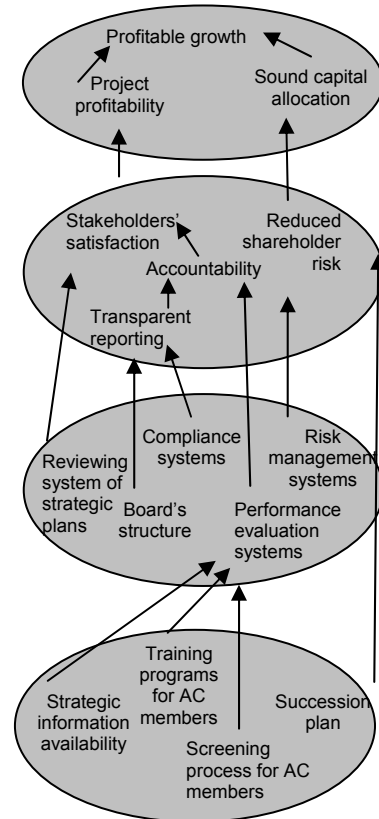 Profitable growth
Project
profitability
Sound capital
allocation
Stakeholders'
satisfaction
Reduced
shareholder
risk
Accountability
Transparent
reporting
Compliance
systems
Risk
management
systems
Reviewing
system of
strategic
plans
Board's
structure
Performance
evaluation
systems
Training
programs
for AC
members
Strategic
information
availability
Succession
plan
Screening
process for AC
members